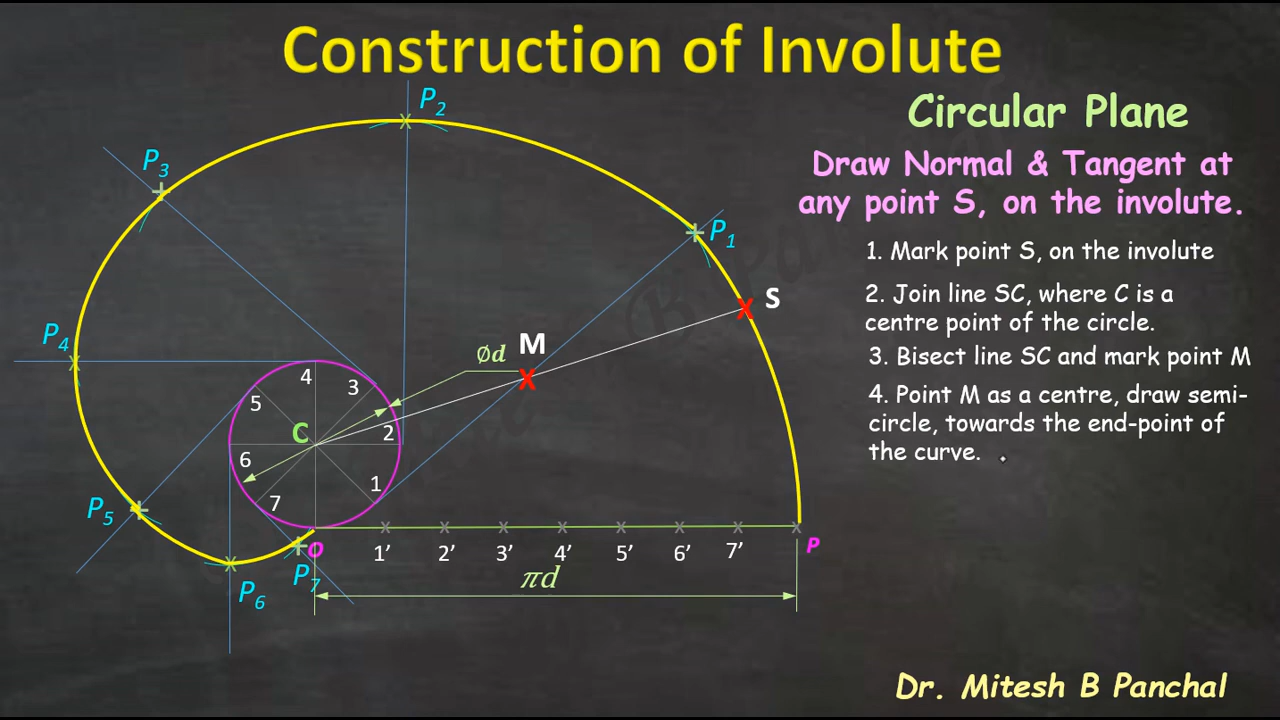 Construction of Involute
Circular Plane
Draw Normal & Tangent at
any point S, on the involute.
1. Mark point S, on the involute
2. Join line SC, where C is a
centre point of the circle.
3. Bisect line SC and mark point M
4. Point M as a centre, draw semi-
circle, towards the end-point of
the curve.
P2
P3
P1
S
P4
M
Ød
4
3
5
C
2
6
1
7
P5
O
1’ 2’ 3’ 4’ 5’ 6’ 7’
P
P7
P6
πd
Dr. Mitesh B Panchal